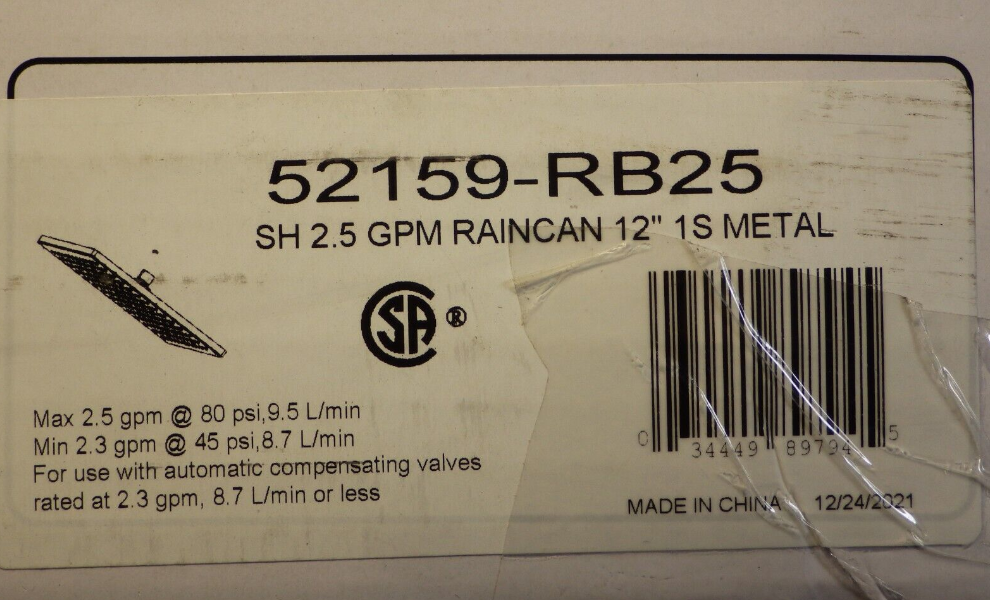 52159-RB25
SH 2.5 GPM RAINCAN 12" 1S METAL
SA ®
Max 2.5 gpm @ 80 psi,9.5 L/min
Min 2.3 gpm @ 45 psi,8.7 L/min
For use with automatic compensating valves
rated at 2.3 gpm, 8.7 L/min or less
0 34449 89794 5
MADE IN CHINA 12/24/2021